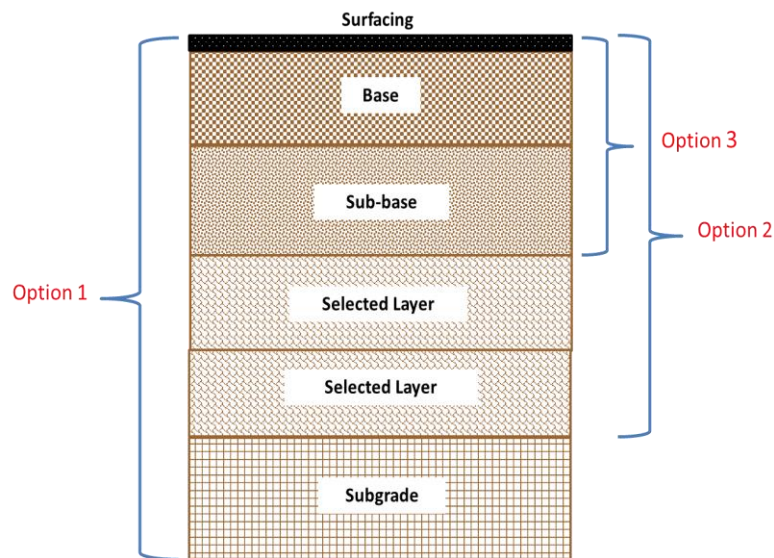 Surfacing
Base
Option 3
Sub-base
Option 2
Option 1
Selected Layer
Selected Layer
Subgrade